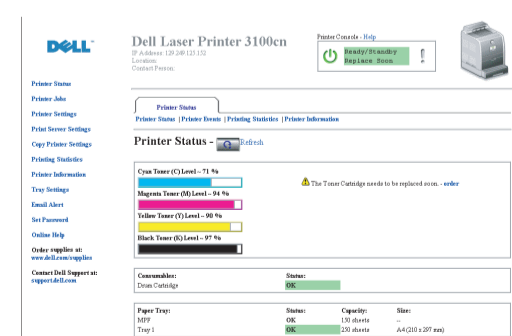 DELL
Dell Laser Printer 3100cn
IP Address: 129.249.123.152
Location:
Contact Person:
Printer Console - Help
Ready/Standby
Replace Soon
Printer Status
Printer Jobs
Printer Settings
Print Server Settings
Copy Printer Settings
Printing Statistics
Printer Information
Tray Settings
Email Alert
Set Password
Online Help
Order supplies at:
www.dell.com/supplies
Contact Dell Support at:
support.dell.com
Printer Status
Printer Status | Printer Events | Printing Statistics | Printer Information
Printer Status - Refresh
Cyan Toner (C) Level – 71 %
Magenta Toner (M) Level – 94 %
Yellow Toner (Y) Level – 90 %
Black Toner (K) Level – 97 %
The Toner Cartridge needs to be replaced soon. - order
Consumables: Status:
Drum Cartridge OK
Paper Tray: Status: Capacity: Size:
MPF OK 150 sheets --
Tray 1 OK 250 sheets A4 (210 x 297 mm)